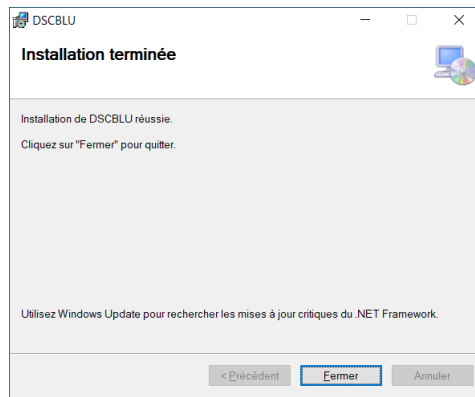 DSCBLU
Installation terminée
Installation de DSCBLU réussie.
Cliquez sur "Fermer" pour quitter.
Utilisez Windows Update pour rechercher les mises à jour critiques du .NET Framework.
< Précédent
Fermer
Annuler